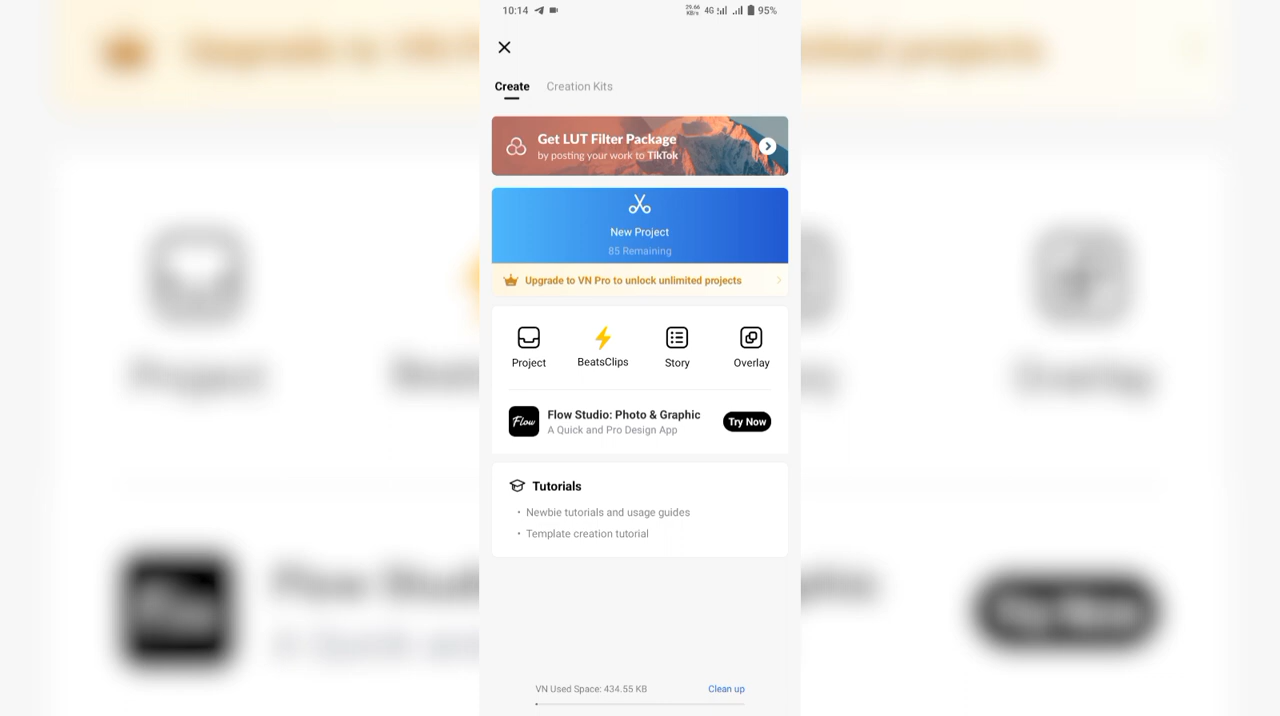 10:14 29.66 KB/s 4G 95%
Create Creation Kits
Get LUT Filter Package
by posting your work to TikTok
New Project
85 Remaining
Upgrade to VN Pro to unlock unlimited projects
Project BeatsClips Story Overlay
Flow
Flow Studio: Photo & Graphic
A Quick and Pro Design App
Try Now
Tutorials
• Newbie tutorials and usage guides
• Template creation tutorial
VN Used Space: 434.55 KB Clean up